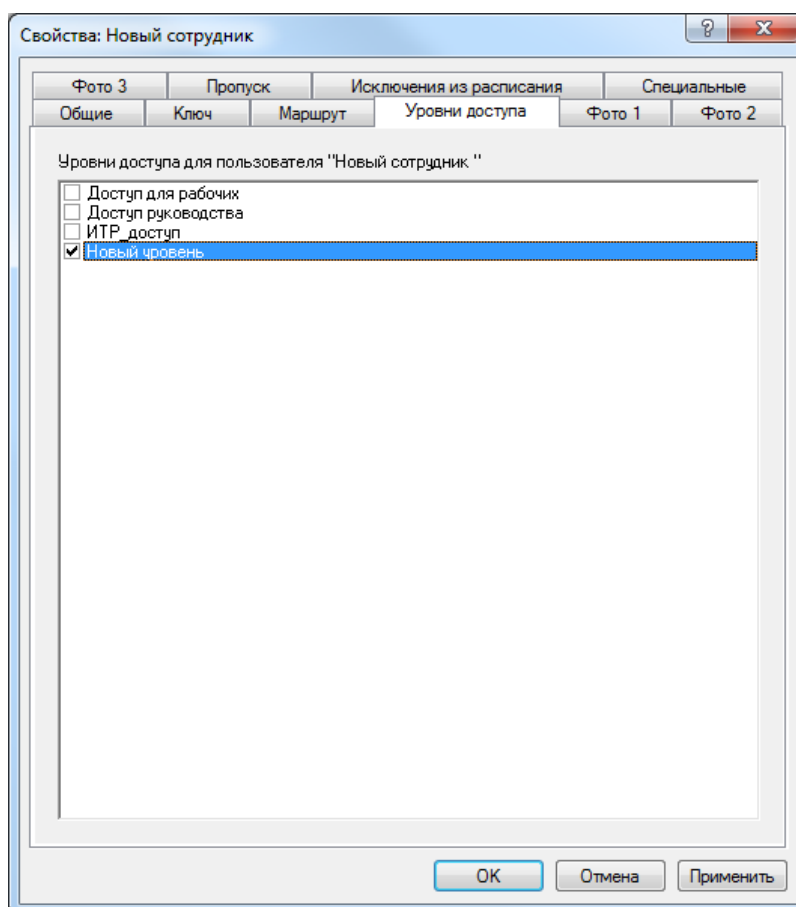 Свойства: Новый сотрудник
Фото 3 Пропуск Исключения из расписания Специальные
Общие Ключ Маршрут Уровни доступа Фото 1 Фото 2
Уровни доступа для пользователя "Новый сотрудник "
Доступ для рабочих
Доступ руководства
ИТР_доступ
Новый уровень
OK Отмена Применить